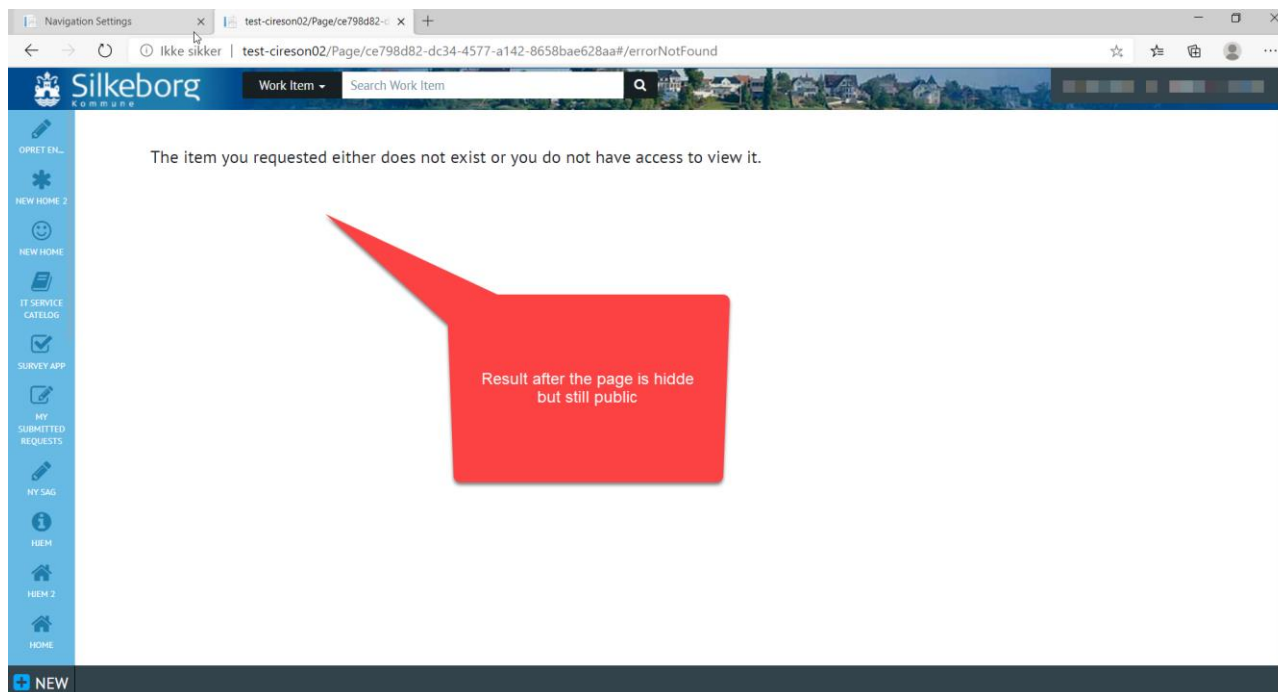 Navigation Settings
test-cireson02/Page/ce798d82-
Ikke sikker | test-cireson02/Page/ce798d82-dc34-4577-a142-8658bae628aa#/errorNotFound
Silkeborg
Kommune
Work Item
Search Work Item
OPRET EN...
The item you requested either does not exist or you do not have access to view it.
NEW HOME 2
NEW HOME
IT SERVICE
CATELOG
SURVEY APP
Result after the page is hidde
but still public
MY
SUBMITTED
REQUESTS
NY SAG
HJEM
HJEM 2
HOME
NEW